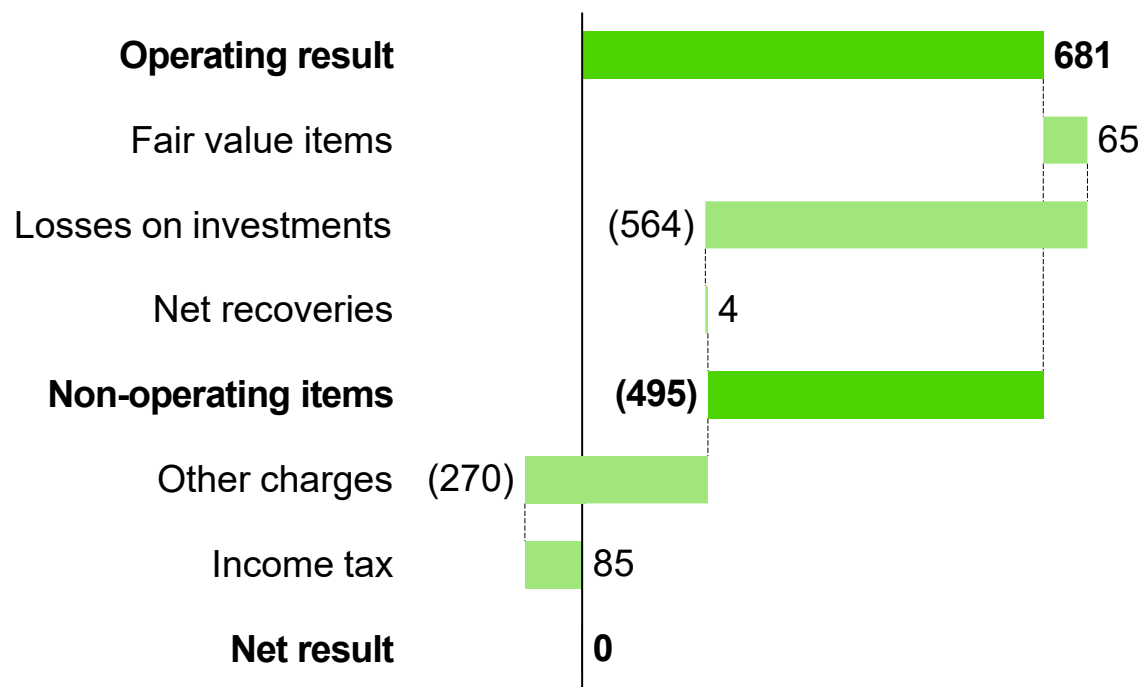 Operating result 681
Fair value items 65
Losses on investments (564)
Net recoveries 4
Non-operating items (495)
Other charges (270)
Income tax 85
Net result 0